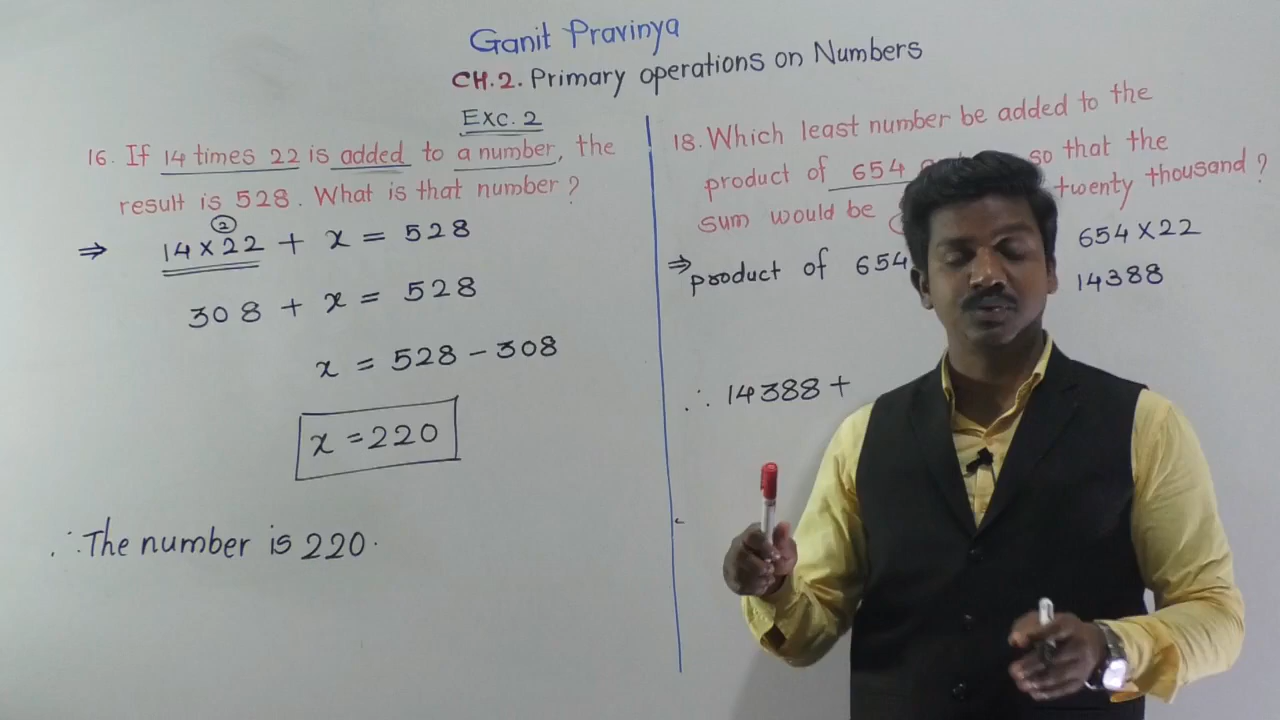 Ganit Pravinya
CH.2. Primary operations on Numbers
Exc. 2
16. If 14 times 22 is added to a number, the
result is 528. What is that number?
②
⇒ 14 × 22 + x = 528
308 + x = 528
x = 528 - 308
x = 220
∴ The number is 220.
18. Which least number be added to the
product of 654 so that the
sum would be twenty thousand?
⇒ product of 654 654 × 22
14388
∴ 14388 +